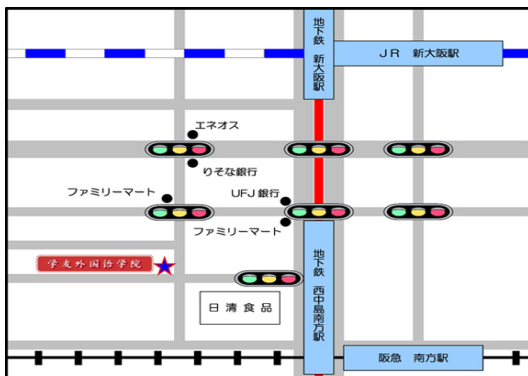 地下鉄 新大阪駅
JR 新大阪駅
エネオス
りそな銀行
ファミリーマート
UFJ銀行
ファミリーマート
学友外国语学院
地下鉄 西中島南方駅
日清食品
阪急 南方駅